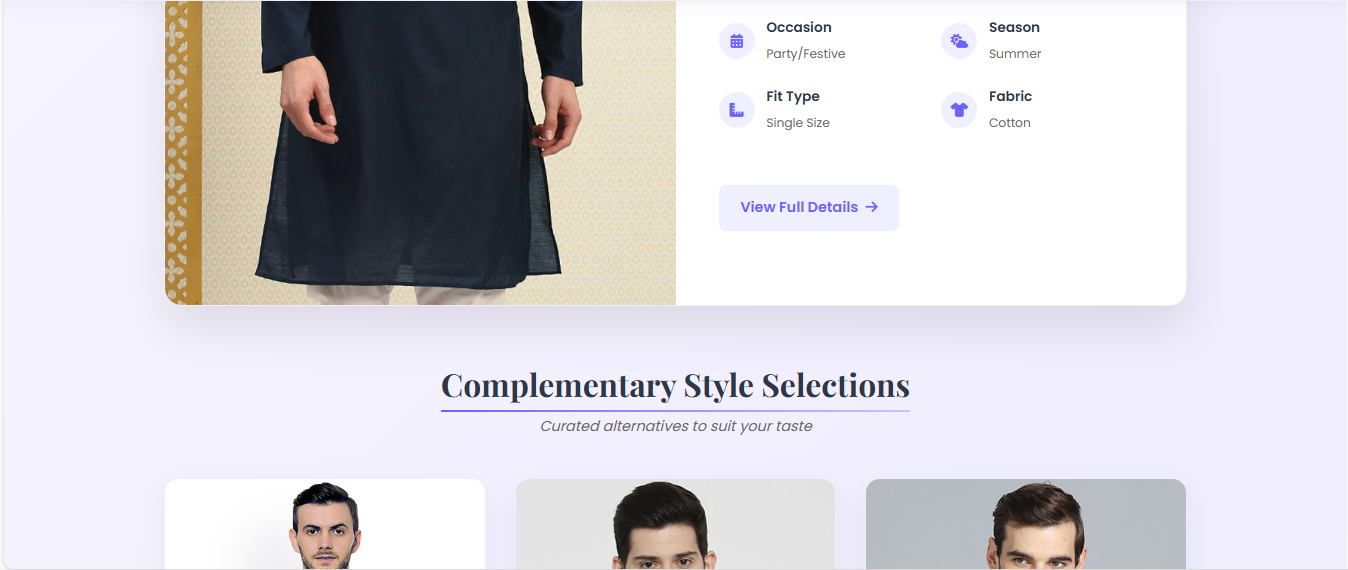 Occasion
Party/Festive
Season
Summer
Fit Type
Single Size
Fabric
Cotton
View Full Details →
Complementary Style Selections
Curated alternatives to suit your taste